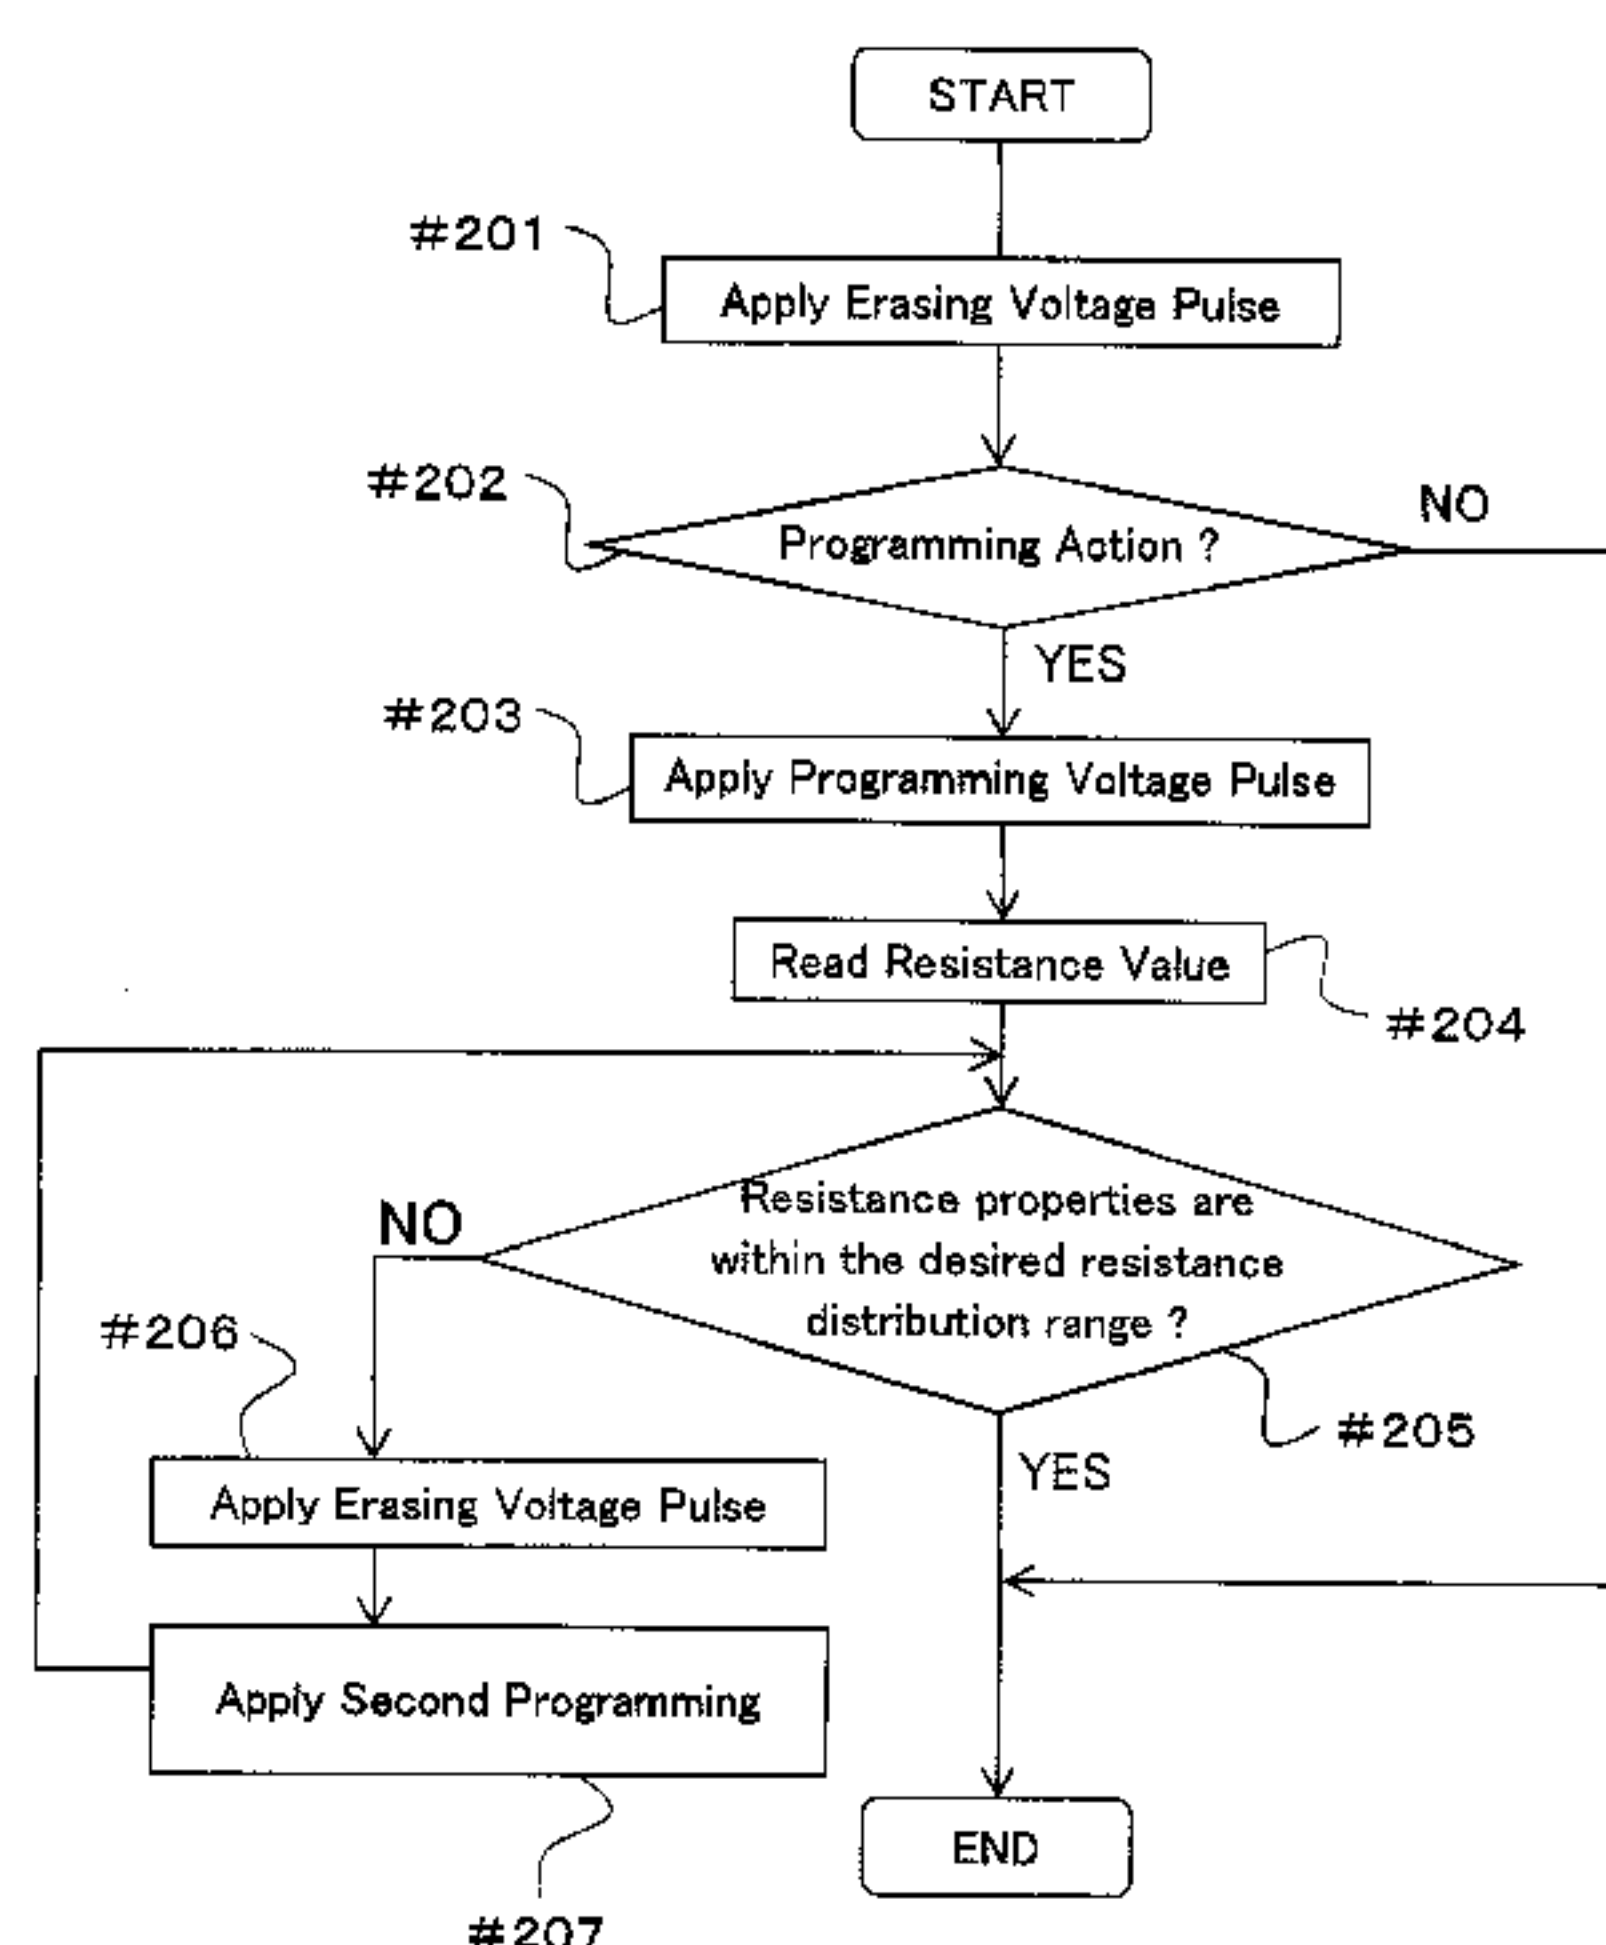 START
#201
Apply Erasing Voltage Pulse
#202
Programming Action ?
NO
YES
#203
Apply Programming Voltage Pulse
Read Resistance Value
#204
Resistance properties are
within the desired resistance
distribution range ?
NO
#206
#205
YES
Apply Erasing Voltage Pulse
Apply Second Programming
END
#207